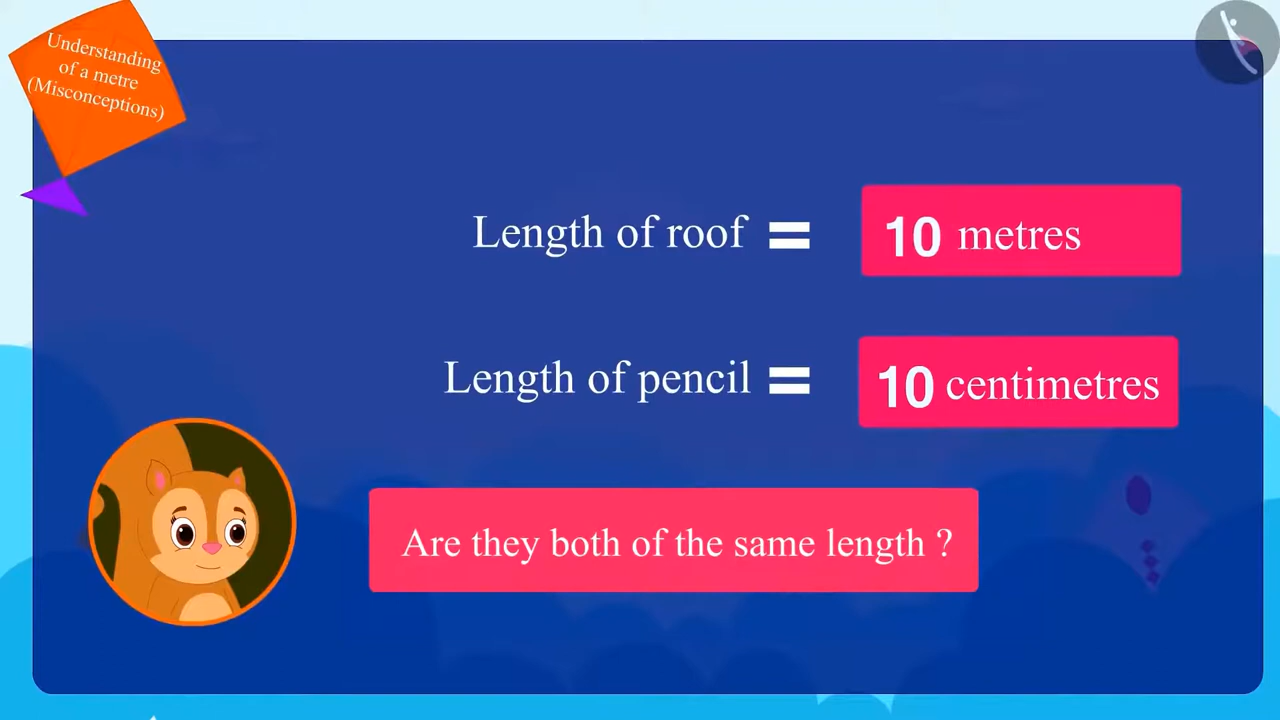 Understanding
of a metre
(Misconceptions)
Length of roof = 10 metres
Length of pencil = 10 centimetres
Are they both of the same length ?